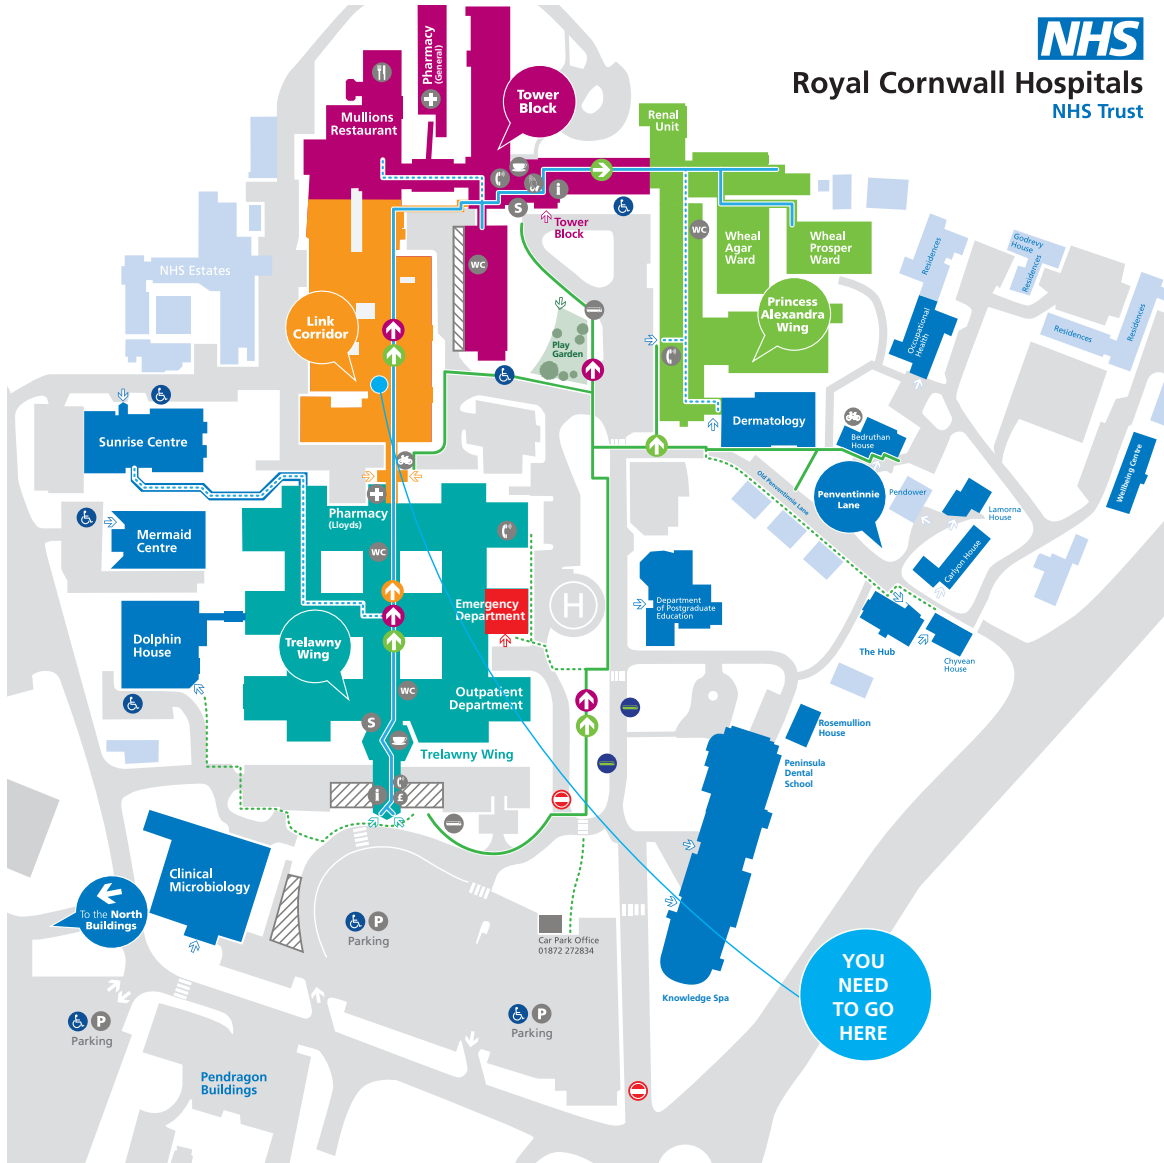 NHS
Royal Cornwall Hospitals
NHS Trust
Pharmacy
(General)
Tower
Block
Mullions
Restaurant
Renal
Unit
i
S
Tower
Block
WC
WC
Wheal
Agar
Ward
Wheal
Prosper
Ward
Residences
Godrevy
House
Residences
Residences
Residences
NHS Estates
Link
Corridor
Princess
Alexandra
Wing
Play
Garden
Occupational
Health
Dermatology
Bedruthan
House
Sunrise Centre
Wellbeing Centre
Old Penventinnie Lane
Penventinnie
Lane
Pendower
Lamorna
House
Pharmacy
(Lloyds)
Mermaid
Centre
WC
Carlyon House
H
Emergency
Department
Department
of Postgraduate
Education
Dolphin
House
Trelawny
Wing
The Hub
Chyvean
House
WC
Outpatient
Department
S
Rosemullion
House
Trelawny Wing
Peninsula
Dental
School
i
£
Clinical
Microbiology
To the North
Buildings
P
Parking
Car Park Office
01872 272834
YOU
NEED
TO GO
HERE
Knowledge Spa
P
Parking
P
Parking
Pendragon
Buildings